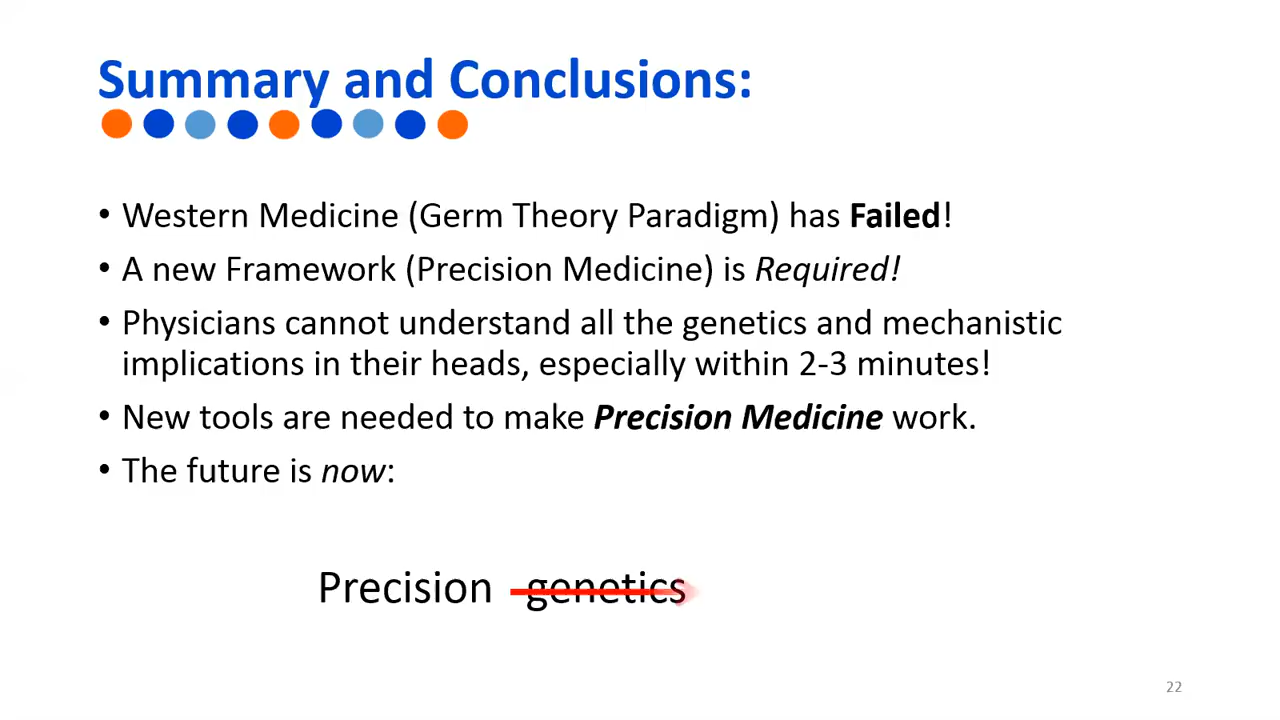 Summary and Conclusions:
• Western Medicine (Germ Theory Paradigm) has Failed!
• A new Framework (Precision Medicine) is Required!
• Physicians cannot understand all the genetics and mechanistic
implications in their heads, especially within 2-3 minutes!
• New tools are needed to make Precision Medicine work.
• The future is now:
Precision genetics
22